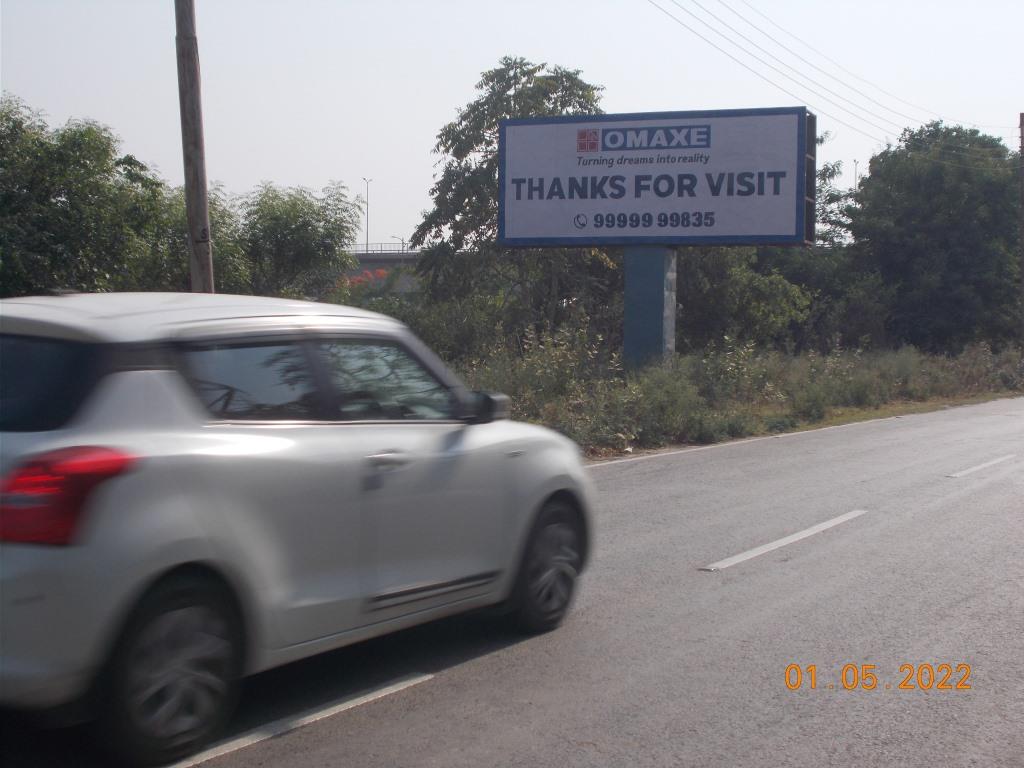 OMAXE
Turning dreams into reality
THANKS FOR VISIT
99999 99835
01.05.2022